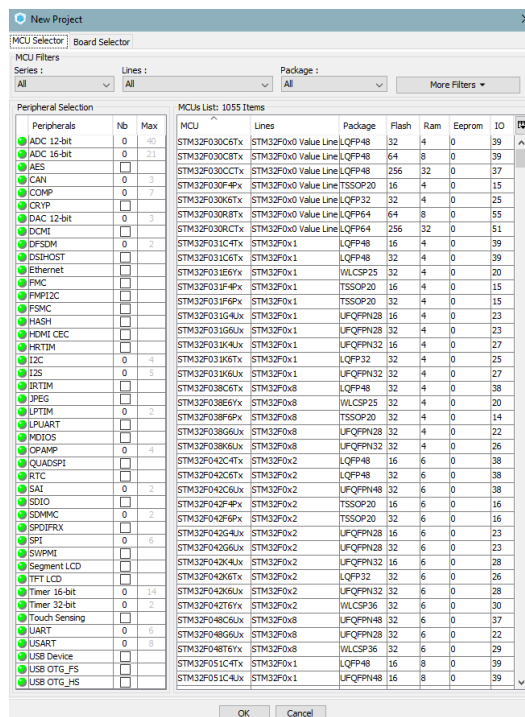 New Project
MCU Selector Board Selector
MCU Filters
Series : Lines : Package :
All All All More Filters
Peripheral Selection MCUs List: 1055 Items
Peripherals Nb Max MCU Lines Package Flash Ram Eeprom IO
ADC 12-bit 0 40 STM32F030C6Tx STM32F0x0 Value Line LQFP48 32 4 0 39
ADC 16-bit 0 21 STM32F030C8Tx STM32F0x0 Value Line LQFP48 64 8 0 39
AES STM32F030CCTx STM32F0x0 Value Line LQFP48 256 32 0 37
CAN 0 3 STM32F030F4Px STM32F0x0 Value Line TSSOP20 16 4 0 15
COMP 0 7 STM32F030K6Tx STM32F0x0 Value Line LQFP32 32 4 0 25
CRYP STM32F030R8Tx STM32F0x0 Value Line LQFP64 64 8 0 55
DAC 12-bit 0 3 STM32F030RCTx STM32F0x0 Value Line LQFP64 256 32 0 51
DCMI STM32F031C4Tx STM32F0x1 LQFP48 16 4 0 39
DFSDM 0 2 STM32F031C6Tx STM32F0x1 LQFP48 32 4 0 39
DSIHOST STM32F031E6Yx STM32F0x1 WLCSP25 32 4 0 20
Ethernet STM32F031F4Px STM32F0x1 TSSOP20 16 4 0 15
FMC STM32F031F6Px STM32F0x1 TSSOP20 32 4 0 15
FMPI2C STM32F031G4Ux STM32F0x1 UFQFPN28 16 4 0 23
FSMC STM32F031G6Ux STM32F0x1 UFQFPN28 32 4 0 23
HASH STM32F031K4Ux STM32F0x1 UFQFPN32 16 4 0 27
HDMI CEC STM32F031K6Tx STM32F0x1 LQFP32 32 4 0 25
HRTIM STM32F031K6Ux STM32F0x1 UFQFPN32 32 4 0 27
I2C 0 4 STM32F038C6Tx STM32F0x8 LQFP48 32 4 0 38
I2S 0 5 STM32F038E6Yx STM32F0x8 WLCSP25 32 4 0 20
IRTIM STM32F038F6Px STM32F0x8 TSSOP20 32 4 0 14
JPEG STM32F038G6Ux STM32F0x8 UFQFPN28 32 4 0 22
LPTIM 0 2 STM32F038K6Ux STM32F0x8 UFQFPN32 32 4 0 26
LPUART STM32F042C4Tx STM32F0x2 LQFP48 16 6 0 38
MDIOS STM32F042C6Tx STM32F0x2 LQFP48 32 6 0 38
OPAMP 0 4 STM32F042C6Ux STM32F0x2 UFQFPN48 32 6 0 38
QUADSPI STM32F042F4Px STM32F0x2 TSSOP20 16 6 0 16
RTC STM32F042F6Px STM32F0x2 TSSOP20 32 6 0 16
SAI 0 2 STM32F042G4Ux STM32F0x2 UFQFPN28 16 6 0 23
SDIO STM32F042G6Ux STM32F0x2 UFQFPN28 32 6 0 23
SDMMC 0 2 STM32F042K4Ux STM32F0x2 UFQFPN32 16 6 0 28
SPDIFRX STM32F042K6Tx STM32F0x2 LQFP32 32 6 0 26
SPI 0 6 STM32F042K6Ux STM32F0x2 UFQFPN32 32 6 0 28
SWPMI STM32F042T6Yx STM32F0x2 WLCSP36 32 6 0 30
Segment LCD STM32F048C6Ux STM32F0x8 UFQFPN48 32 6 0 37
TFT LCD STM32F048G6Ux STM32F0x8 UFQFPN28 32 6 0 22
Timer 16-bit 0 14 STM32F048T6Yx STM32F0x8 WLCSP36 32 6 0 29
Timer 32-bit 0 2 STM32F051C4Tx STM32F0x1 LQFP48 16 8 0 39
Touch Sensing STM32F051C4Ux STM32F0x1 UFQFPN48 16 8 0 39
UART 0 6
USART 0 8
USB Device
USB OTG_FS
USB OTG_HS
OK Cancel